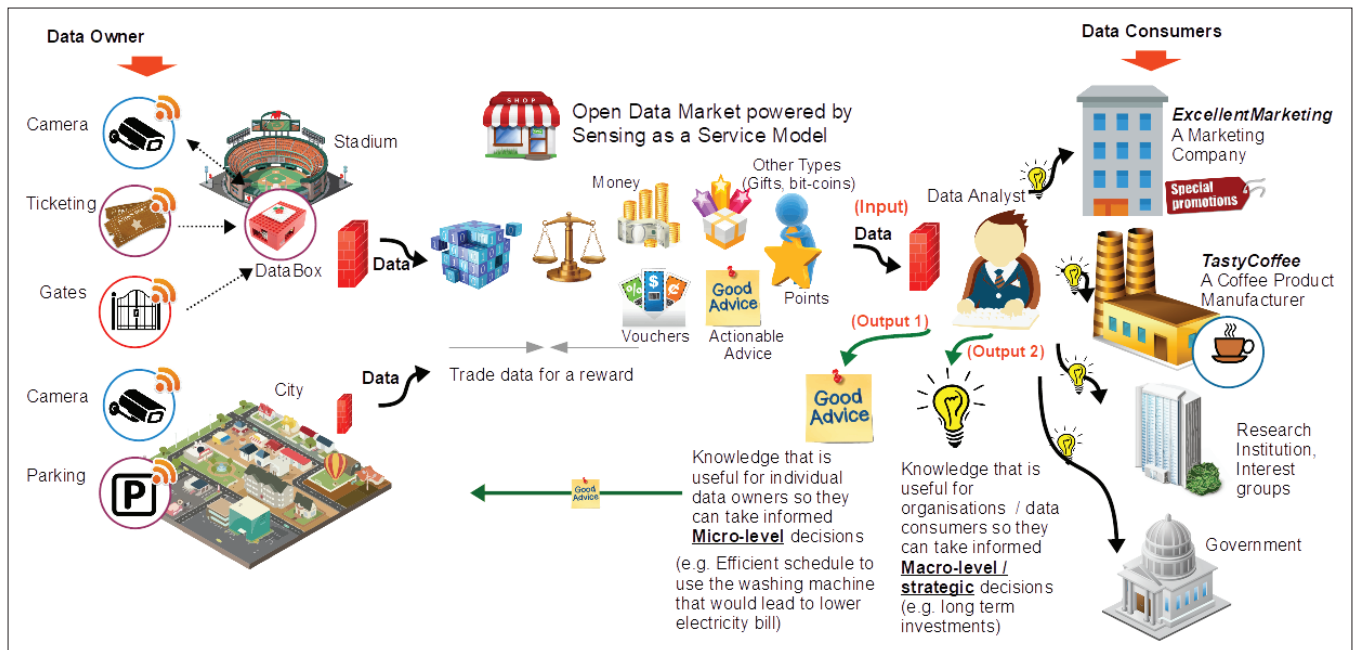 Data Owner
Data Consumers
Camera
Stadium
Ticketing
DataBox
Gates
Data
Camera
City
Data
Parking
P
SHOP
Open Data Market powered by
Sensing as a Service Model
Money
Other Types
(Gifts, bit-coins)
Vouchers
Good
Advice
Actionable
Advice
Points
Trade data for a reward
(Input)
Data
Data Analyst
(Output 1)
(Output 2)
Good
Advice
Good
Advice
Knowledge that is
useful for individual
data owners so they
can take informed
Micro-level decisions
(e.g. Efficient schedule to
use the washing machine
that would lead to lower
electricity bill)
Knowledge that is
useful for
organisations / data
consumers so they
can take informed
Macro-level /
strategic decisions
(e.g. long term
investments)
ExcellentMarketing
A Marketing
Company
Special
promotions
TastyCoffee
A Coffee Product
Manufacturer
Research
Institution,
Interest
groups
Government